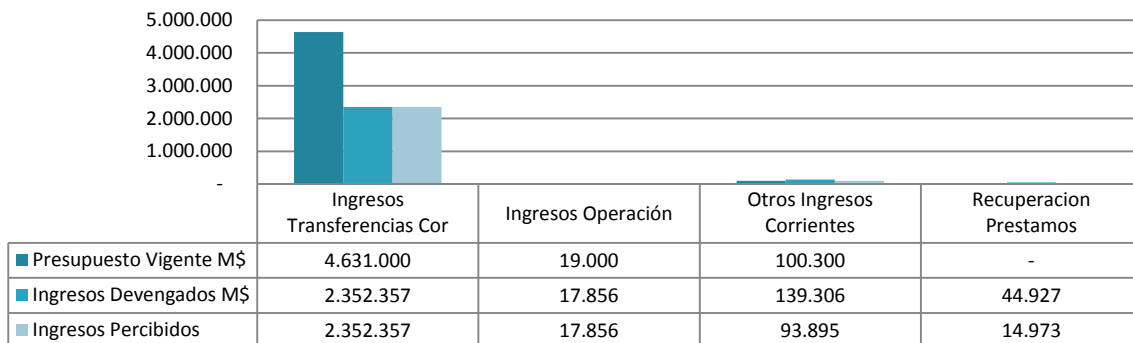 5.000.000
4.000.000
3.000.000
2.000.000
1.000.000
-
Ingresos Transferencias Cor
Ingresos Operación
Otros Ingresos Corrientes
Recuperacion Prestamos
Presupuesto Vigente M$ 4.631.000 19.000 100.300 -
Ingresos Devengados M$ 2.352.357 17.856 139.306 44.927
Ingresos Percibidos 2.352.357 17.856 93.895 14.973